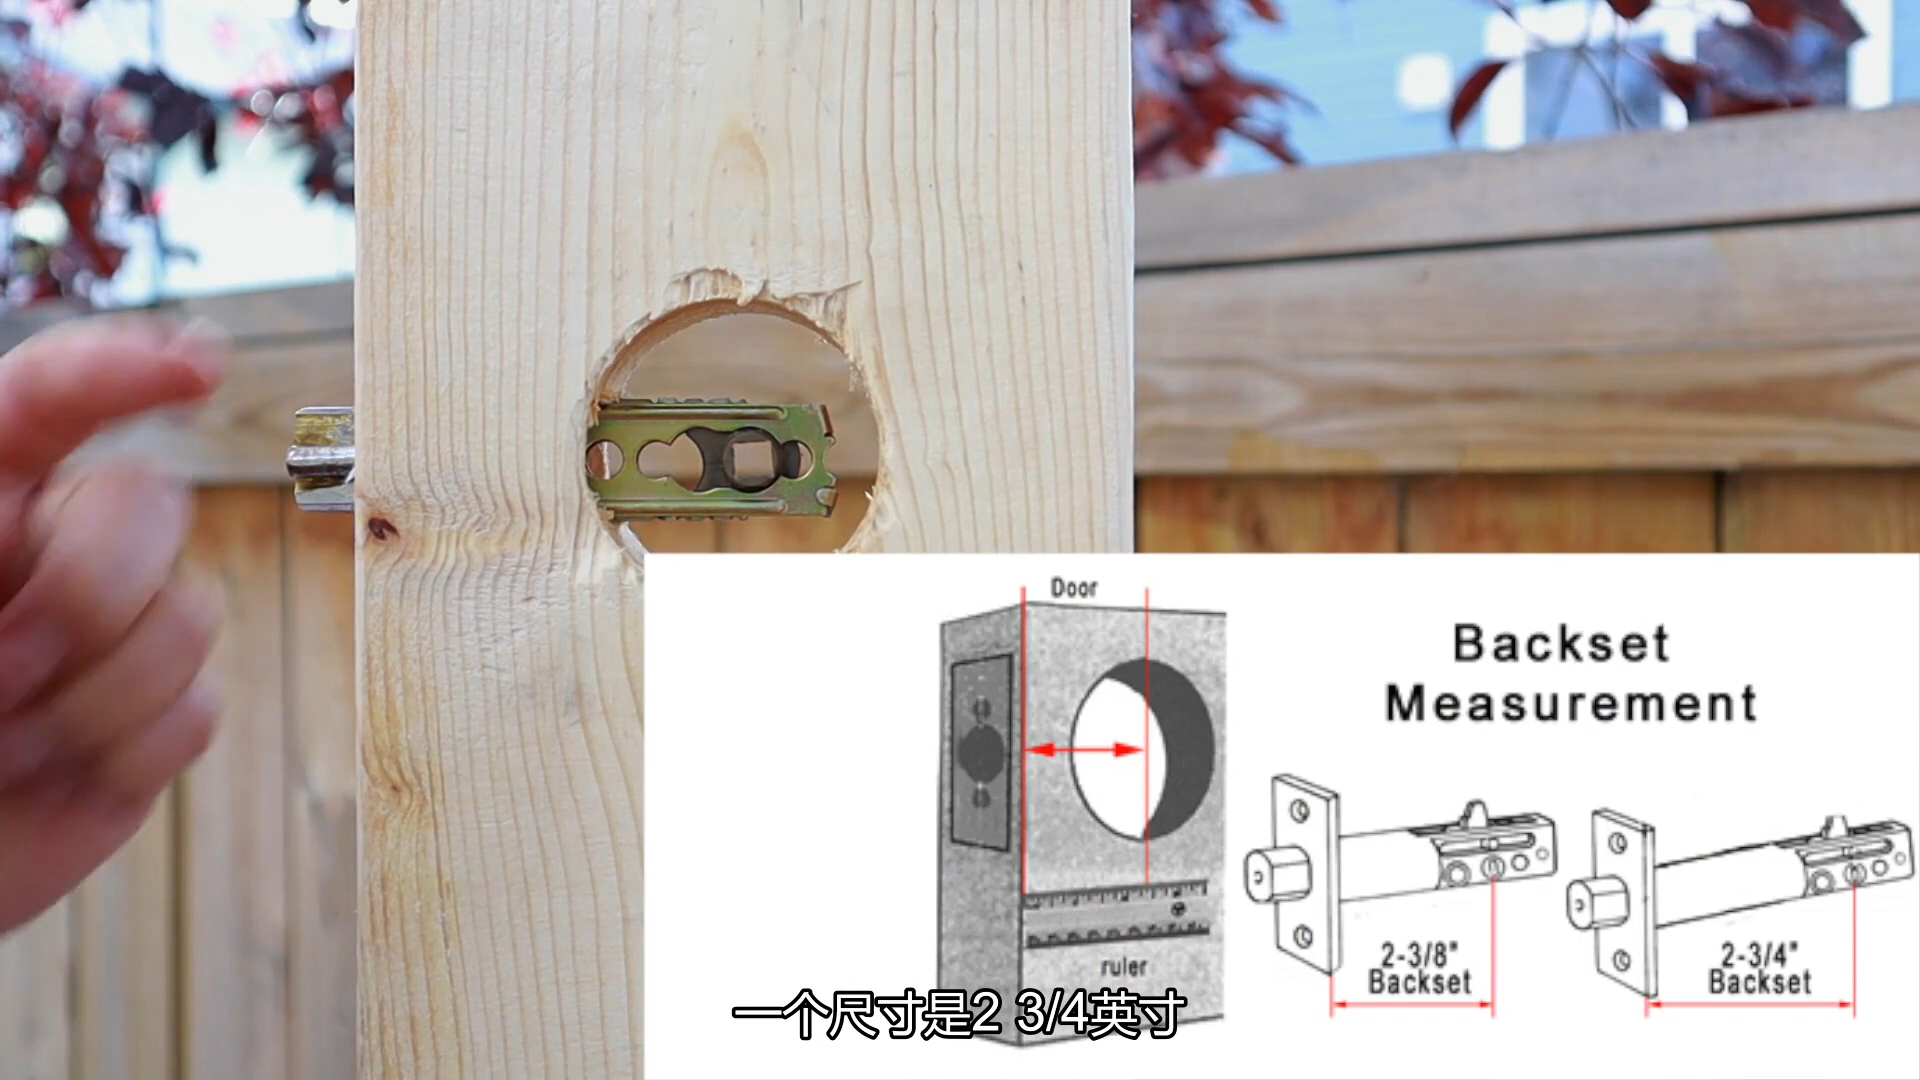 Door
Backset
Measurement
2-3/8"
Backset
2-3/4"
Backset
ruler
一个尺寸是2 3/4英寸